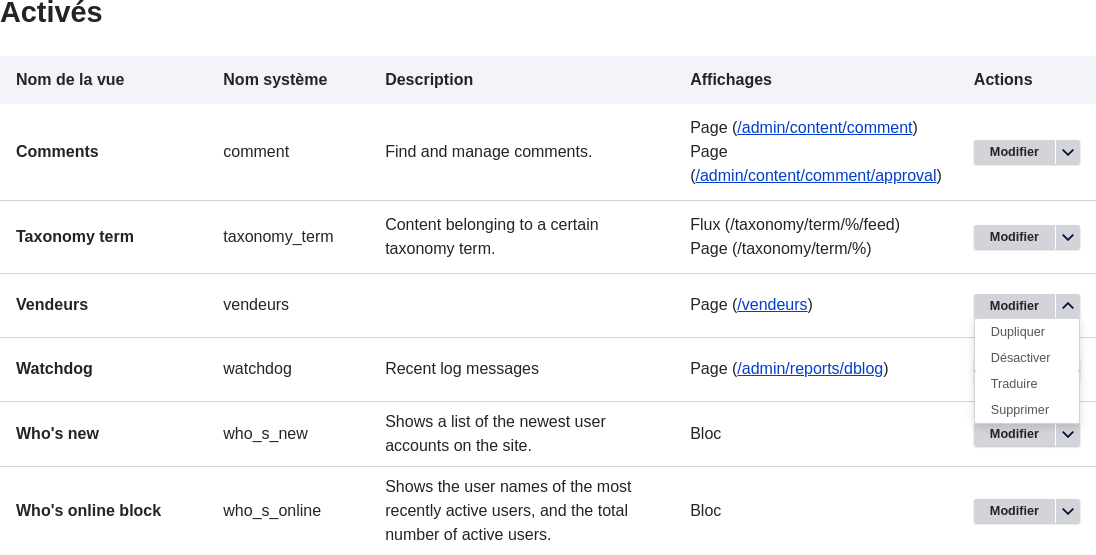 Activés
Nom de la vue Nom système Description Affichages Actions
Comments comment Find and manage comments. Page (/admin/content/comment)
Page
(/admin/content/comment/approval) Modifier
Taxonomy term taxonomy_term Content belonging to a certain
taxonomy term. Flux (/taxonomy/term/%/feed)
Page (/taxonomy/term/%) Modifier
Vendeurs vendeurs Page (/vendeurs) Modifier
Dupliquer
Désactiver
Traduire
Supprimer
Watchdog watchdog Recent log messages Page (/admin/reports/dblog)
Who's new who_s_new Shows a list of the newest user
accounts on the site. Bloc Modifier
Who's online block who_s_online Shows the user names of the most
recently active users, and the total
number of active users. Bloc Modifier